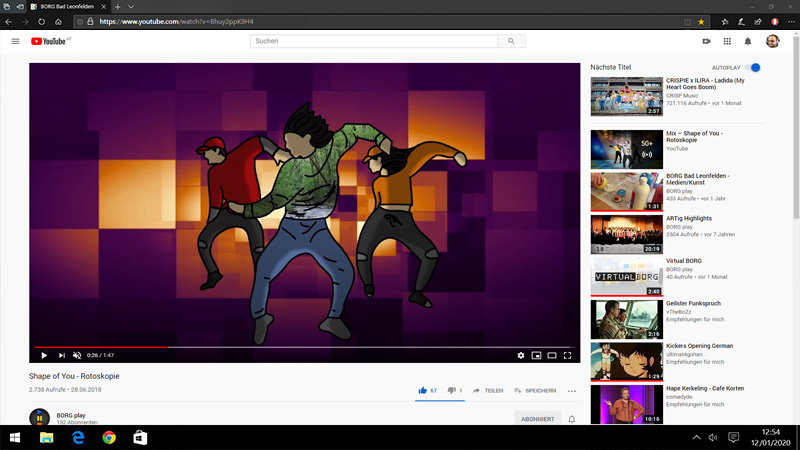 BORG Bad Leonfelden
https://www.youtube.com/watch?v=Bhuy2ppK9H4
YouTube AT
Suchen
0:26 / 1:47
Shape of You - Rotoskopie
2.738 Aufrufe • 28.06.2018
67
1
TEILEN
SPEICHERN
BORG play
132 Abonnenten
ABONNIERT
Nächste Titel
AUTOPLAY
2:57
CRISPIE x ILIRA - Ladida (My
Heart Goes Boom)
CRISP Music
721.116 Aufrufe • vor 1 Monat
50+
Mix – Shape of You -
Rotoskopie
YouTube
1:31
BORG Bad Leonfelden -
Medien/Kunst
BORG play
433 Aufrufe • vor 1 Jahr
20:19
ARTig Highlights
BORG play
2504 Aufrufe • vor 7 Jahren
VIRTUALBORG
2:40
Virtual BORG
BORG play
40 Aufrufe • vor 1 Monat
2:16
Geilster Funkspruch
xTheBoZz
Empfehlungen für mich
1:29
Kickers Opening German
ultimat4gohan
Empfehlungen für mich
10:16
Hape Kerkeling - Cafe Korten
comedyde
Empfehlungen für mich
12:54
12/01/2020